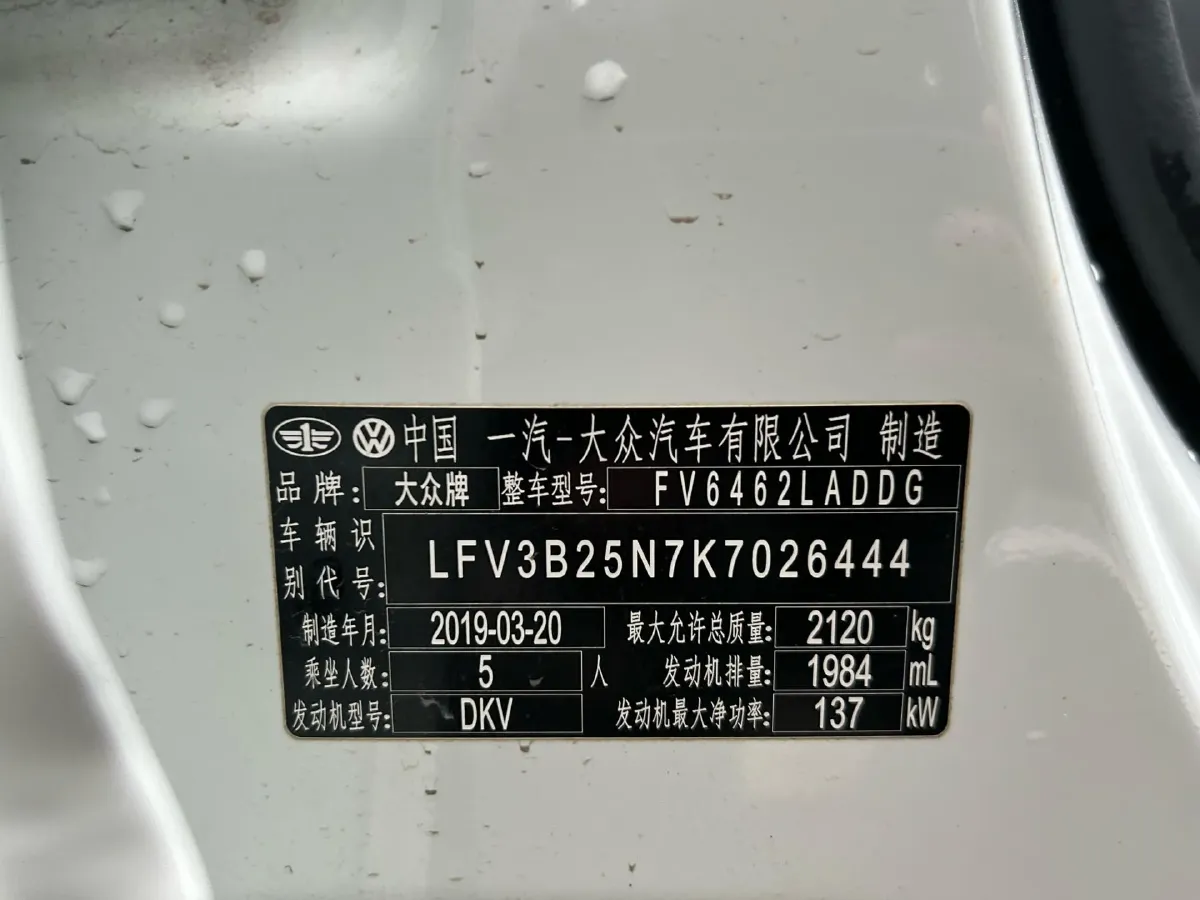 中国 一汽-大众汽车有限公司 制造
品牌: 大众牌 整车型号: FV6462LADDG
车辆识别代号: LFV3B25N7K7026444
制造年月: 2019-03-20 最大允许总质量: 2120 kg
乘坐人数: 5 人 发动机排量: 1984 mL
发动机型号: DKV 发动机最大净功率: 137 kW